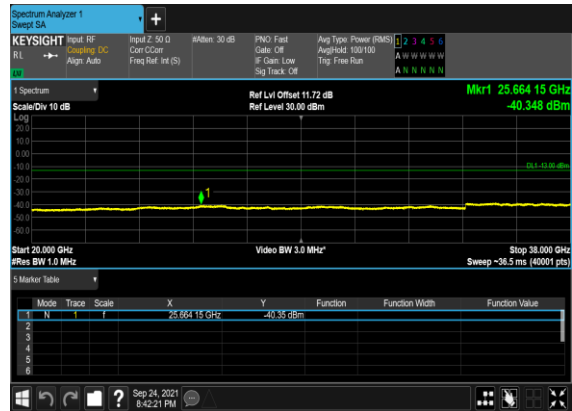 Spectrum Analyzer 1
Swept SA
+
KEYSIGHT
RL
Input: RF
Coupling: DC
Align: Auto
Input Z: 50 Ω
Corr CCorr
Freq Ref: Int (S)
#Atten: 30 dB
PNO: Fast
Gate: Off
IF Gain: Low
Sig Track: Off
Avg Type: Power (RMS)
Avg|Hold: 100/100
Trig: Free Run
1 2 3 4 5 6
A W W W W W
A N N N N N
1 Spectrum
Scale/Div 10 dB
Ref Lvl Offset 11.72 dB
Ref Level 30.00 dBm
Mkr1 25.664 15 GHz
-40.348 dBm
Log
20.0
10.0
0.00
-10.0
-20.0
-30.0
-40.0
-50.0
-60.0
DL1 -13.00 dBm
1
Start 20.000 GHz
#Res BW 1.0 MHz
Video BW 3.0 MHz*
Stop 38.000 GHz
Sweep ~36.5 ms (40001 pts)
5 Marker Table
Mode Trace Scale X Y Function Function Width Function Value
1 N 1 f 25.664 15 GHz -40.35 dBm
2
3
4
5
6
?
Sep 24, 2021
8:42:21 PM